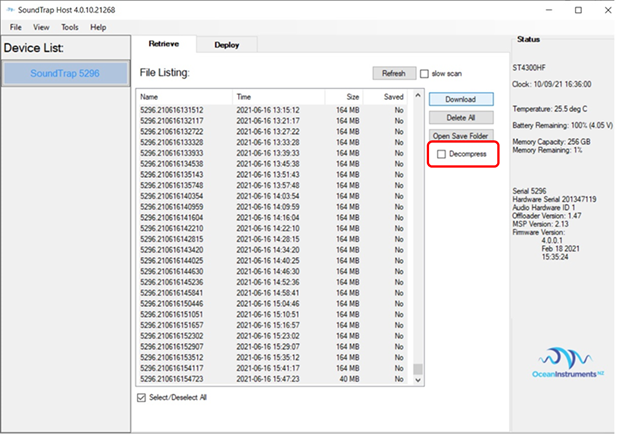 SoundTrap Host 4.0.10.21268
File View Tools Help
Device List:
SoundTrap 5296
Retrieve Deploy
File Listing:
Refresh
slow scan
Name Time Size Saved
5296.210616131512 2021-06-16 13:15:12 164 MB No
5296.210616132117 2021-06-16 13:21:17 164 MB No
5296.210616132722 2021-06-16 13:27:22 164 MB No
5296.210616133328 2021-06-16 13:33:28 164 MB No
5296.210616133933 2021-06-16 13:39:33 164 MB No
5296.210616134538 2021-06-16 13:45:38 164 MB No
5296.210616135143 2021-06-16 13:51:43 164 MB No
5296.210616135748 2021-06-16 13:57:48 164 MB No
5296.210616140354 2021-06-16 14:03:54 164 MB No
5296.210616140959 2021-06-16 14:09:59 164 MB No
5296.210616141604 2021-06-16 14:16:04 164 MB No
5296.210616142210 2021-06-16 14:22:10 164 MB No
5296.210616142815 2021-06-16 14:28:15 164 MB No
5296.210616143420 2021-06-16 14:34:20 164 MB No
5296.210616144025 2021-06-16 14:40:25 164 MB No
5296.210616144630 2021-06-16 14:46:30 164 MB No
5296.210616145236 2021-06-16 14:52:36 164 MB No
5296.210616145841 2021-06-16 14:58:41 164 MB No
5296.210616150446 2021-06-16 15:04:46 164 MB No
5296.210616151051 2021-06-16 15:10:51 164 MB No
5296.210616151657 2021-06-16 15:16:57 164 MB No
5296.210616152302 2021-06-16 15:23:02 164 MB No
5296.210616152907 2021-06-16 15:29:07 164 MB No
5296.210616153512 2021-06-16 15:35:12 164 MB No
5296.210616154117 2021-06-16 15:41:17 164 MB No
5296.210616154723 2021-06-16 15:47:23 40 MB No
Select/Deselect All
Download
Delete All
Open Save Folder
Decompress
Status
ST4300HF
Clock: 10/09/21 16:36:00
Temperature: 25.5 deg C
Battery Remaining: 100% (4.05 V)
Memory Capacity: 256 GB
Memory Remaining: 1%
Serial 5296
Hardware Serial 201347119
Audio Hardware ID 1
Offloader Version: 1.47
MSP Version: 2.13
Firmware Version:
4.0.0.1
Feb 18 2021
15:35:24
OceanInstruments NZ